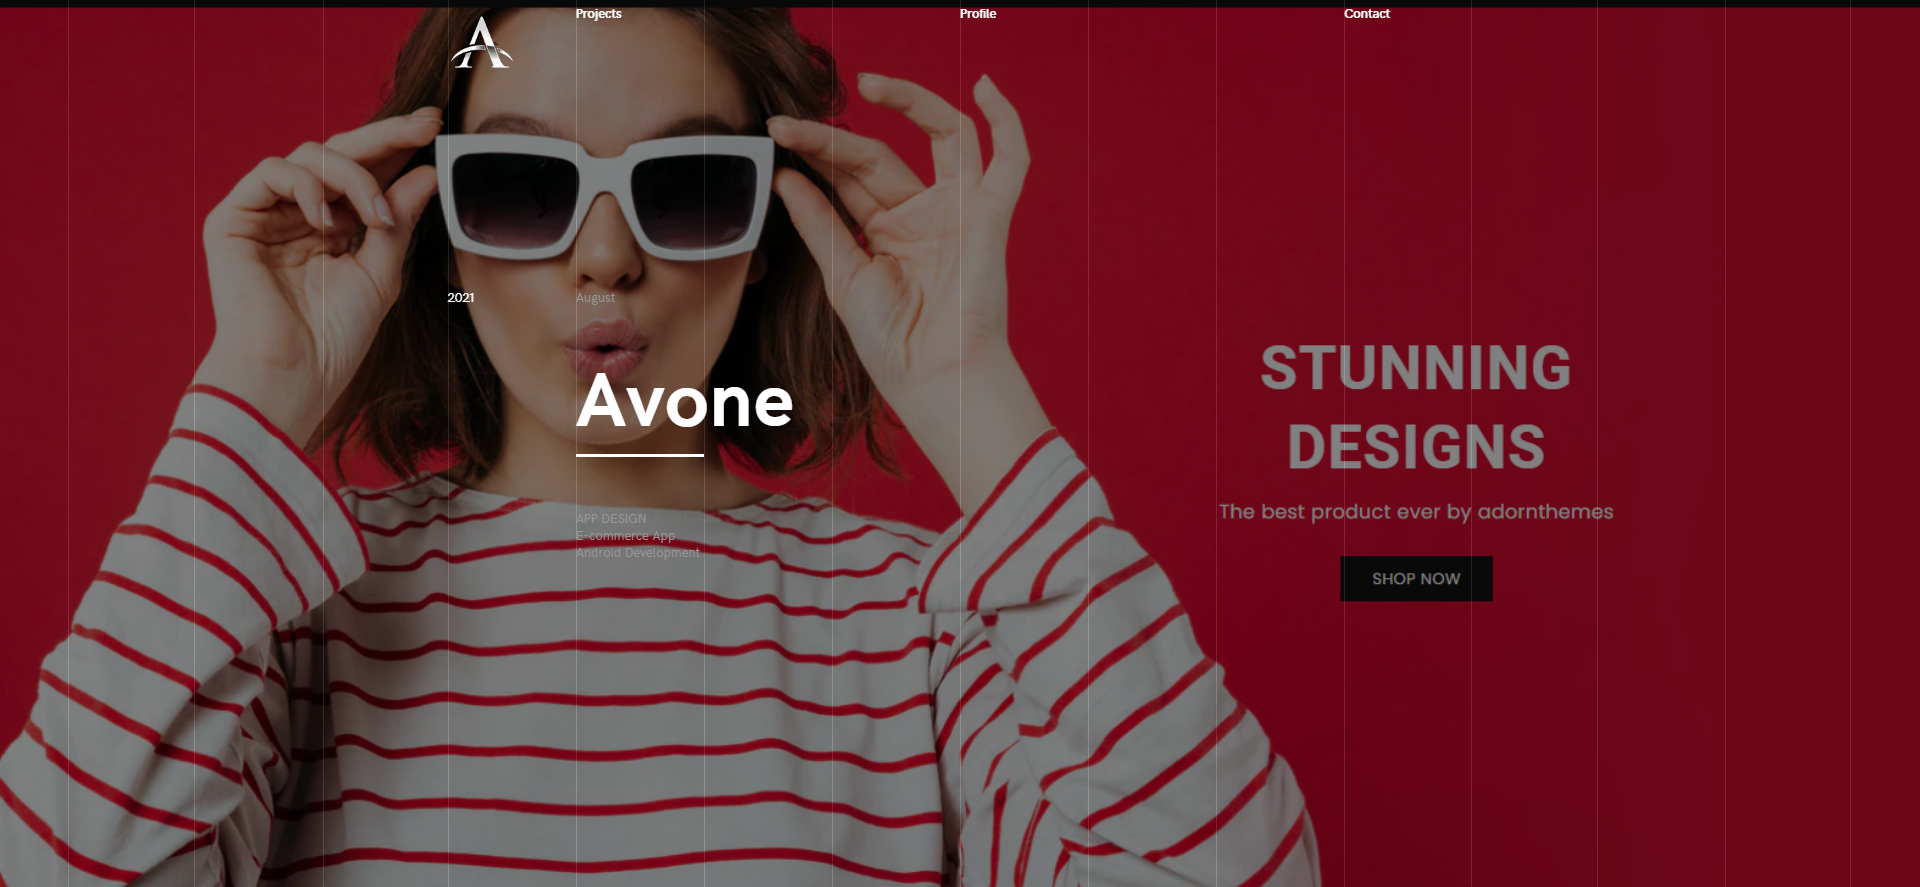 Projects
Profile
Contact
A
2021
August
Avone
APP DESIGN
E-commerce App
Android Development
STUNNING
DESIGNS
The best product ever by adornthemes
SHOP NOW